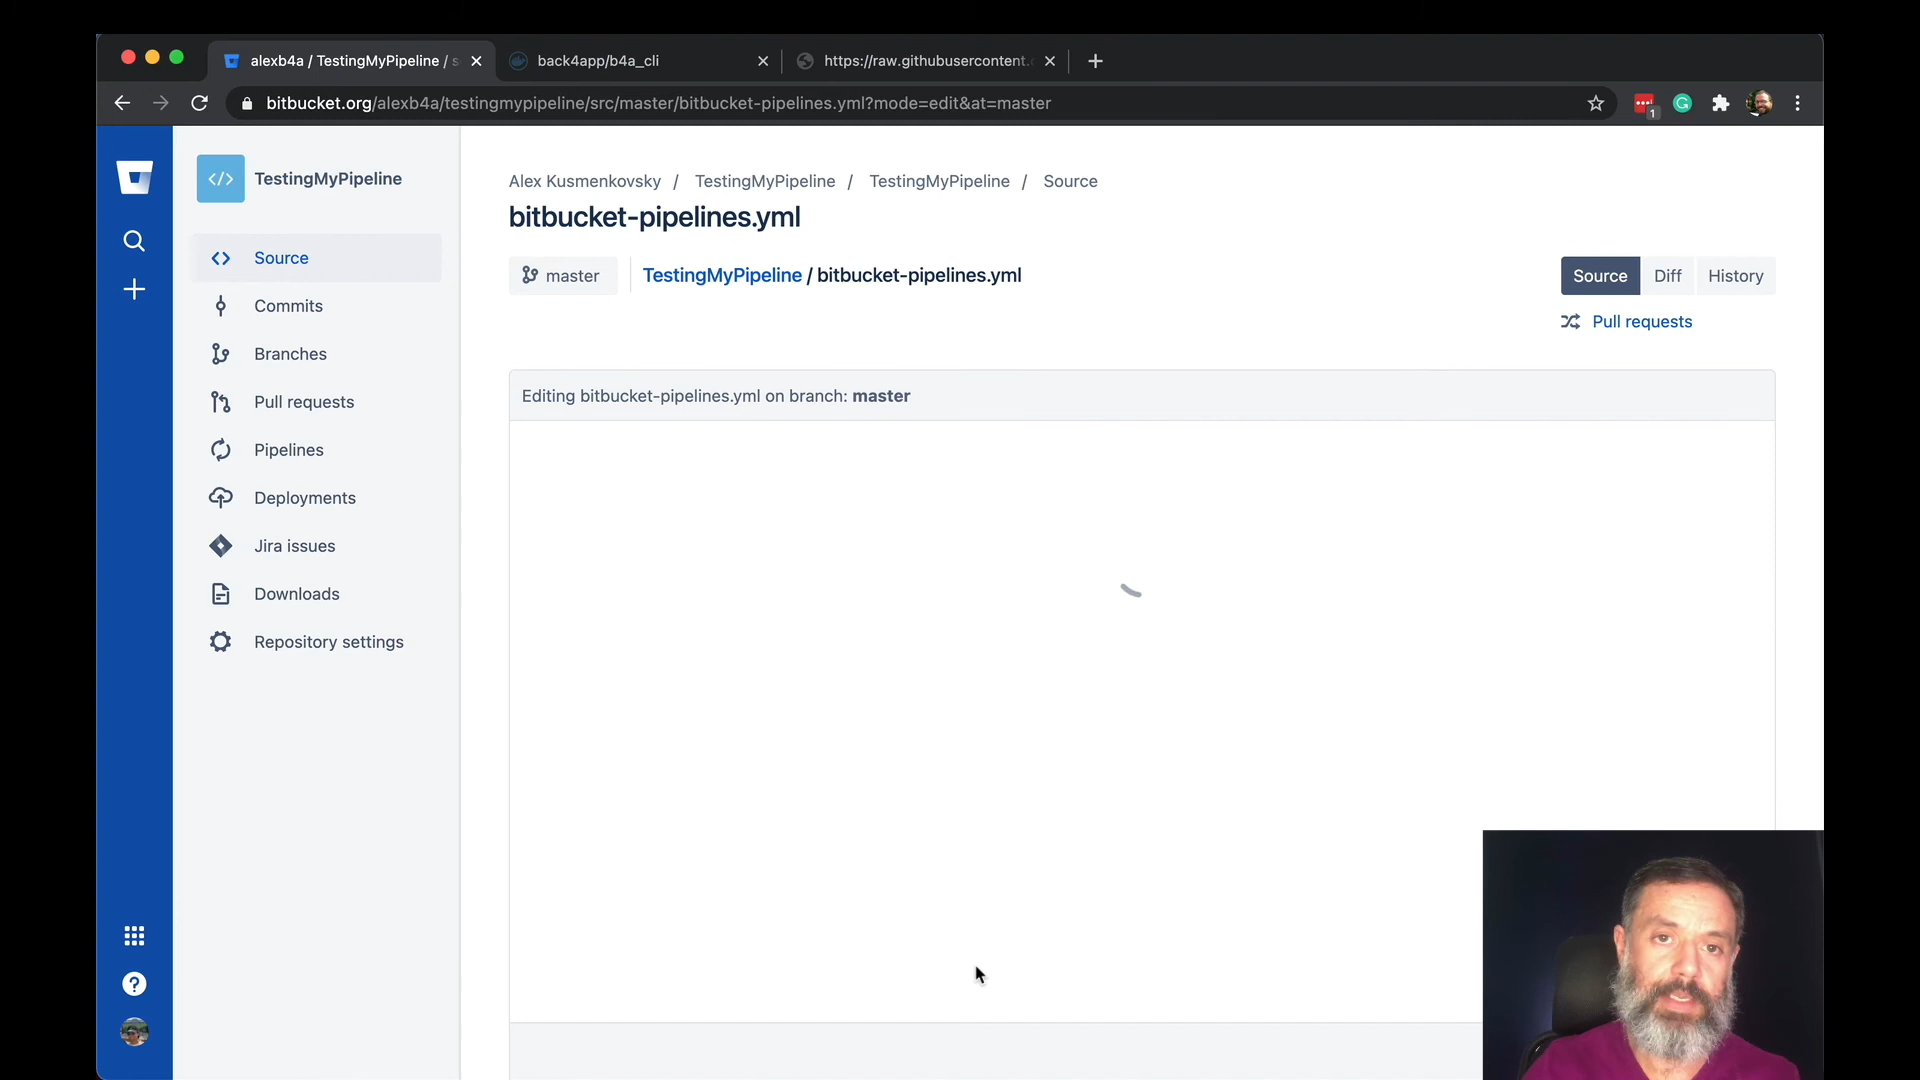 alexb4a / TestingMyPipeline / s
back4app/b4a_cli
https://raw.githubusercontent.
bitbucket.org/alexb4a/testingmypipeline/src/master/bitbucket-pipelines.yml?mode=edit&at=master
1
</> TestingMyPipeline
Source
Commits
Branches
Pull requests
Pipelines
Deployments
Jira issues
Downloads
Repository settings
Alex Kusmenkovsky / TestingMyPipeline / TestingMyPipeline / Source
bitbucket-pipelines.yml
master
TestingMyPipeline / bitbucket-pipelines.yml
Source Diff History
Pull requests
Editing bitbucket-pipelines.yml on branch: master